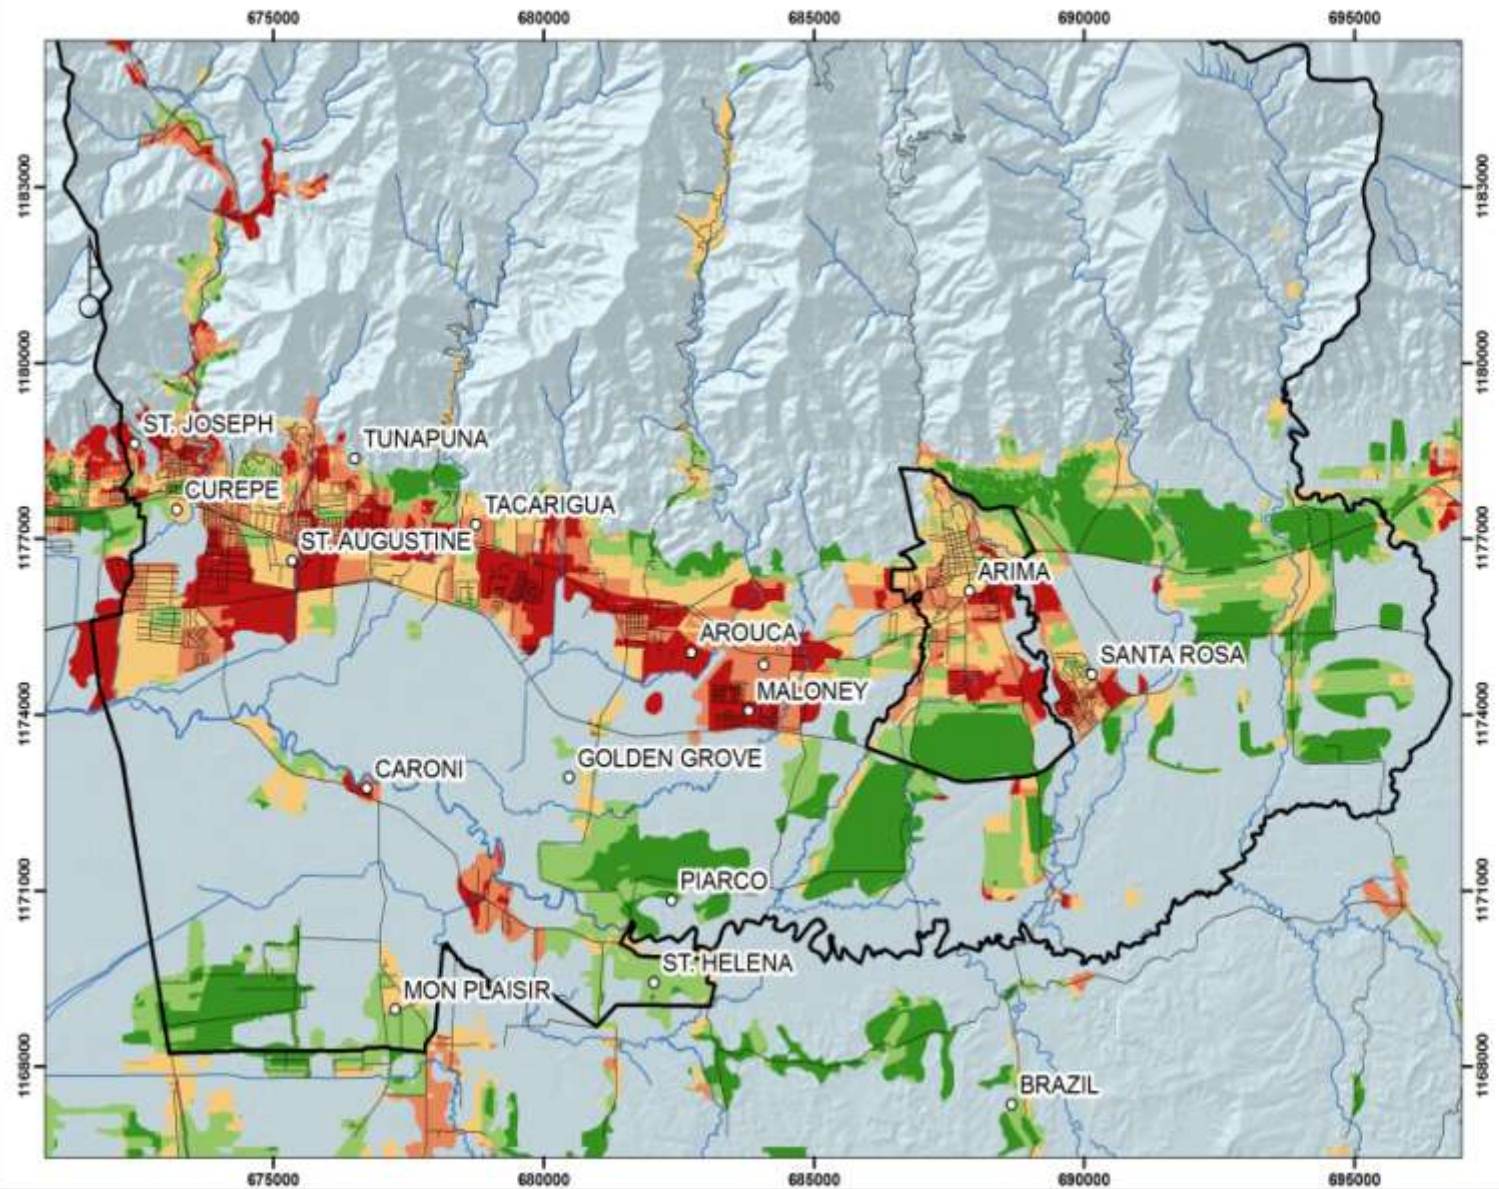 675000 680000 685000 690000 695000
1183000 1183000
1180000 1180000
ST. JOSEPH
TUNAPUNA
CUREPE
TACARIGUA
1177000 1177000
ST. AUGUSTINE
ARIMA
AROUCA
SANTA ROSA
MALONEY
1174000 1174000
GOLDEN GROVE
CARONI
PIARCO
1171000 1171000
ST. HELENA
MON PLAISIR
1168000 1168000
BRAZIL
675000 680000 685000 690000 695000